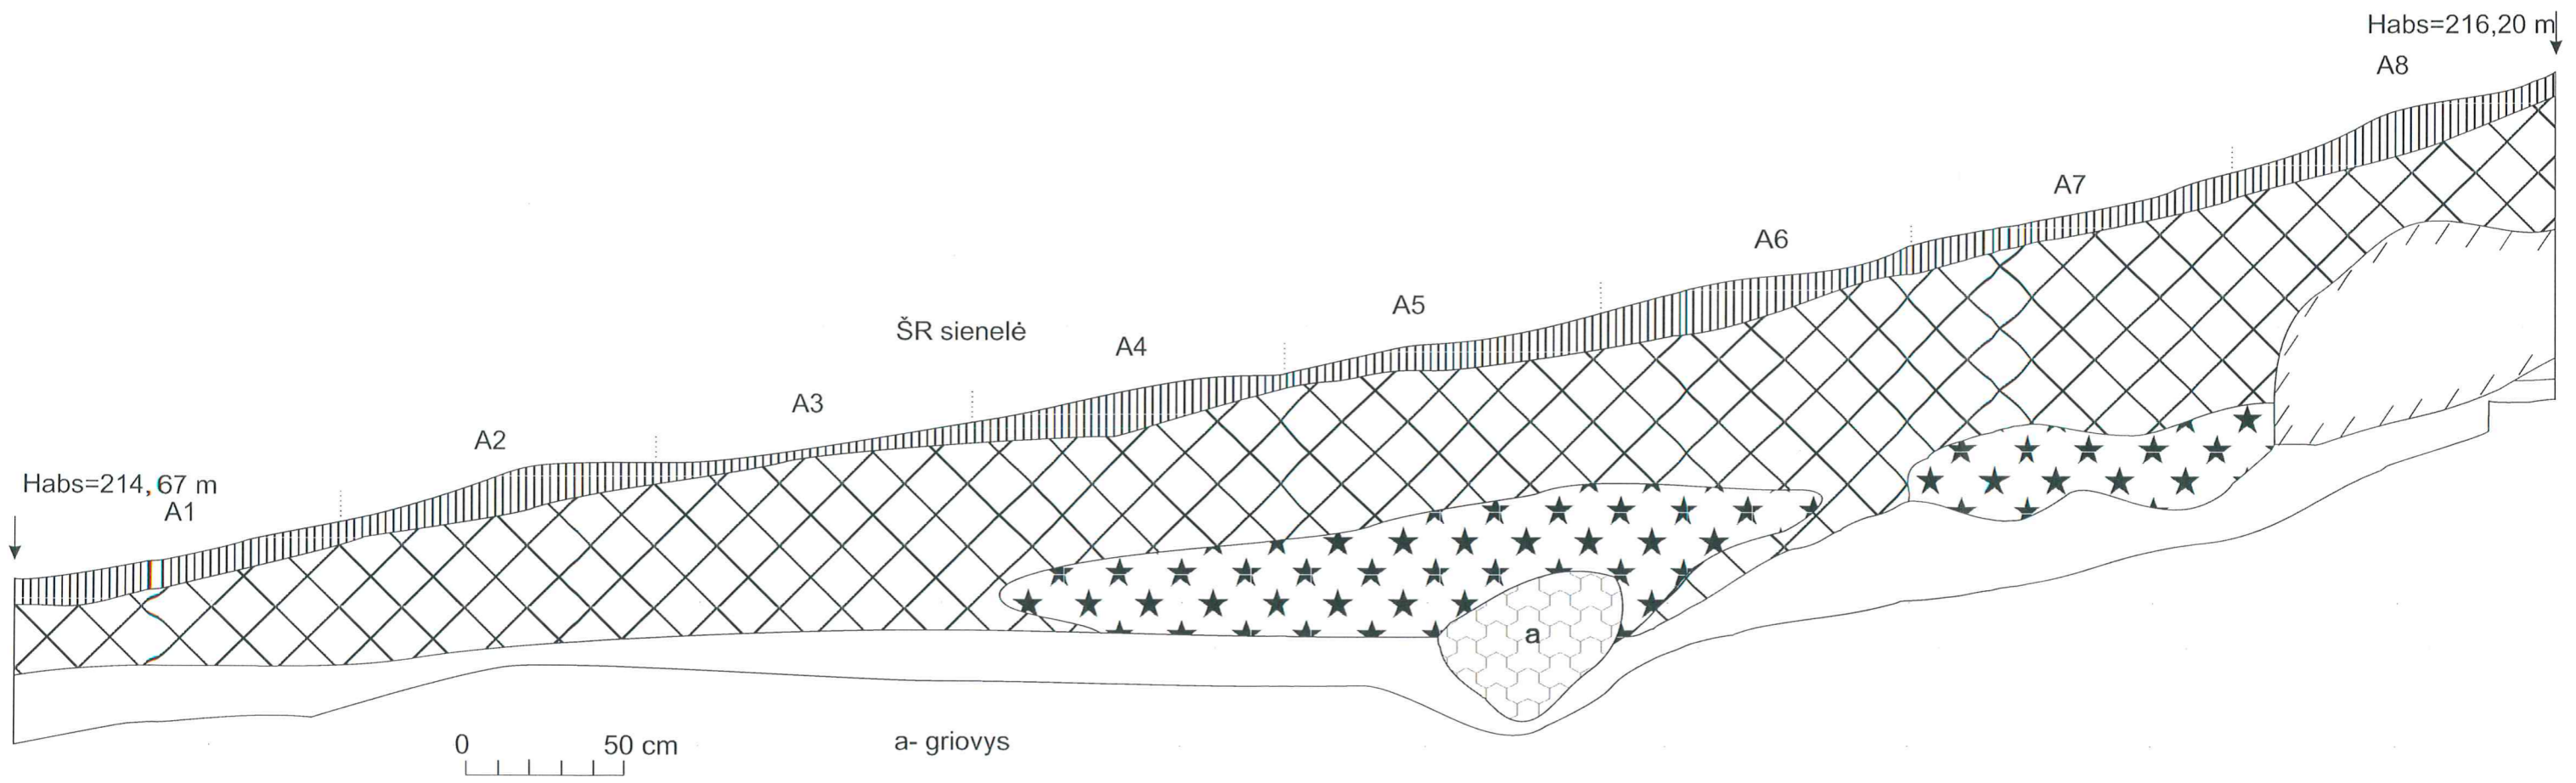 Habs=216,20 m
A8
A7
A6
A5
ŠR sienelė
A4
A3
A2
Habs=214, 67 m
A1
a
0 50 cm
a- griovys